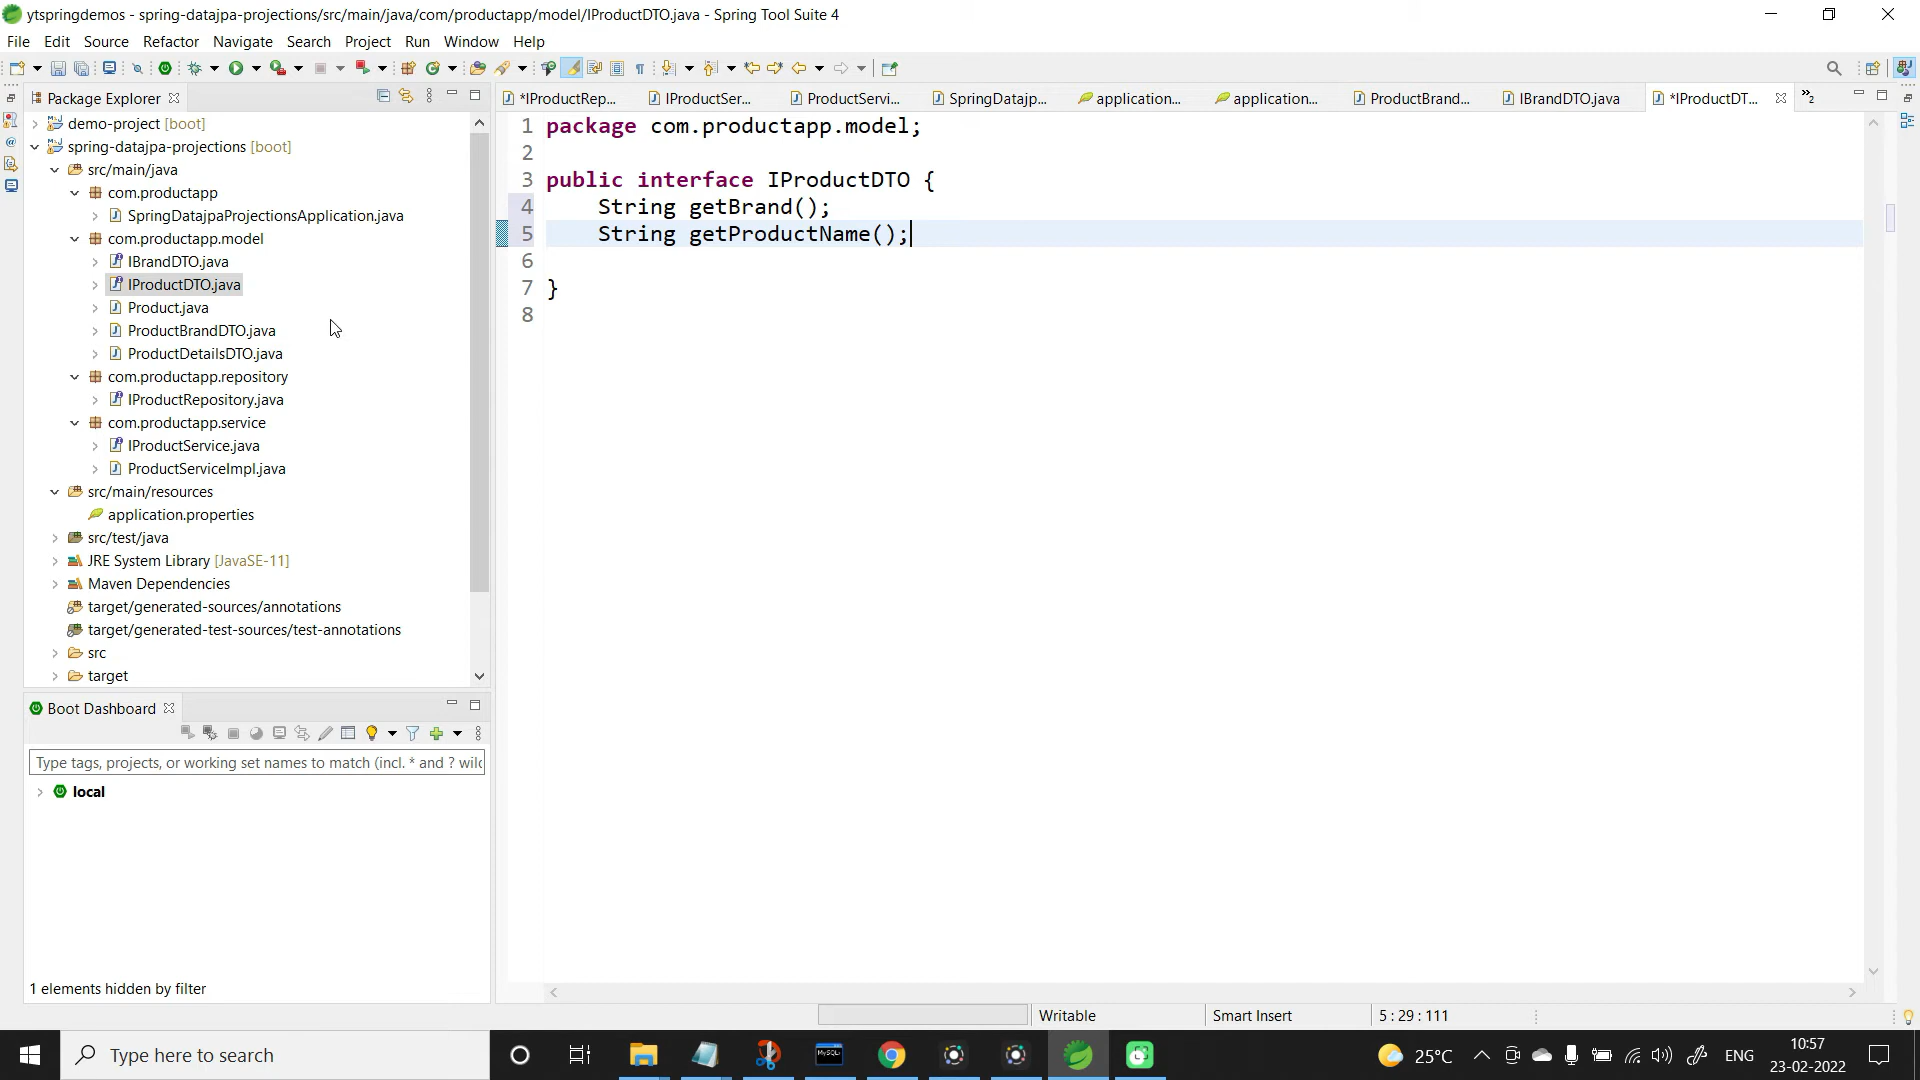 ytspringdemos - spring-datajpa-projections/src/main/java/com/productapp/model/IProductDTO.java - Spring Tool Suite 4
File Edit Source Refactor Navigate Search Project Run Window Help
Package Explorer
*IProductRep... IProductSer... ProductServi... SpringDatajp... application... application... ProductBrand... IBrandDTO.java *IProductDT... »2
demo-project [boot]
spring-datajpa-projections [boot]
src/main/java
com.productapp
SpringDatajpaProjectionsApplication.java
com.productapp.model
IBrandDTO.java
IProductDTO.java
Product.java
ProductBrandDTO.java
ProductDetailsDTO.java
com.productapp.repository
IProductRepository.java
com.productapp.service
IProductService.java
ProductServiceImpl.java
src/main/resources
application.properties
src/test/java
JRE System Library [JavaSE-11]
Maven Dependencies
target/generated-sources/annotations
target/generated-test-sources/test-annotations
src
target
1 package com.productapp.model;
2
3 public interface IProductDTO {
4 String getBrand();
5 String getProductName();
6
7 }
8
Boot Dashboard
Type tags, projects, or working set names to match (incl. * and ? wild
local
1 elements hidden by filter
Writable Smart Insert 5 : 29 : 111
Type here to search
MySQL
25°C
ENG
10:57
23-02-2022